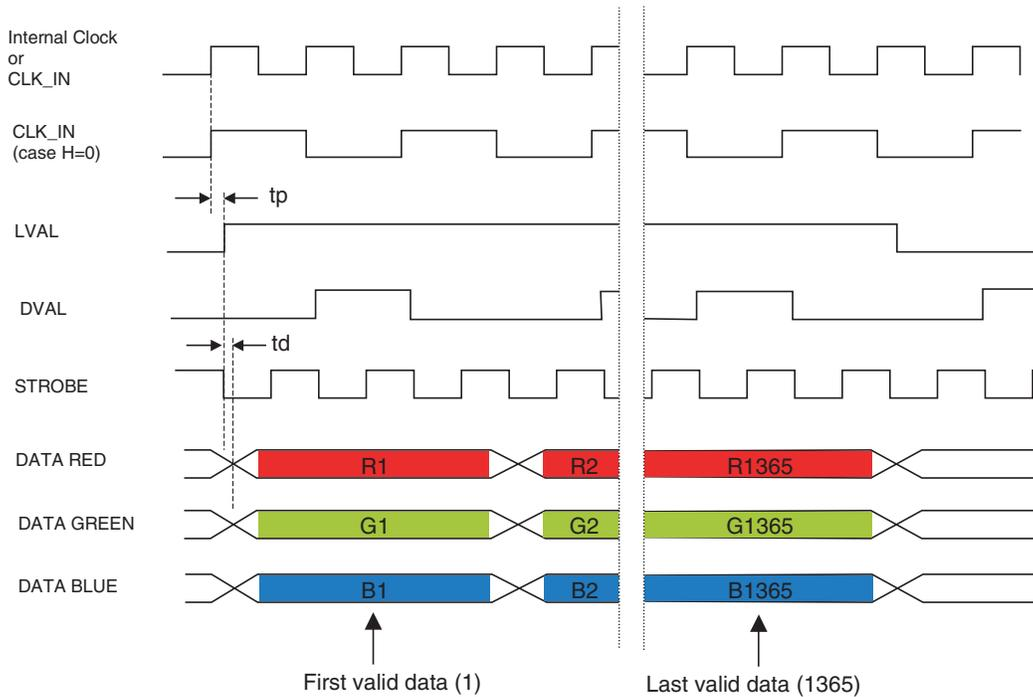 Internal Clock
or
CLK_IN
CLK_IN
(case H=0)
tp
LVAL
DVAL
td
STROBE
DATA RED
R1
R2
R1365
DATA GREEN
G1
G2
G1365
DATA BLUE
B1
B2
B1365
First valid data (1)
Last valid data (1365)